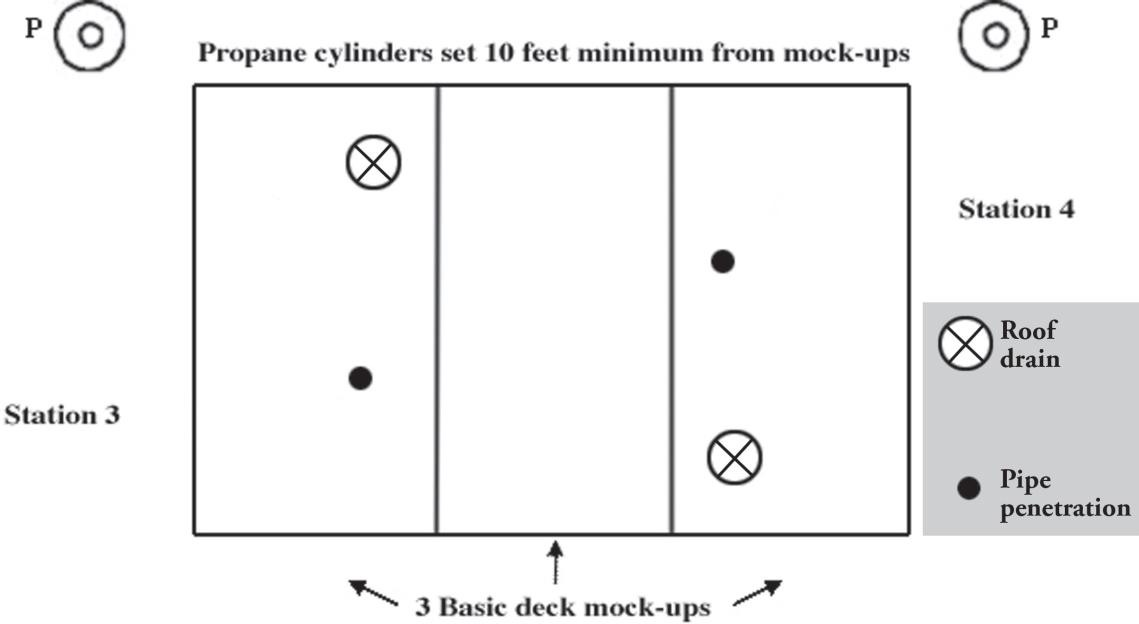 P
P
Propane cylinders set 10 feet minimum from mock-ups
Station 4
Roof
drain
Station 3
Pipe
penetration
3 Basic deck mock-ups